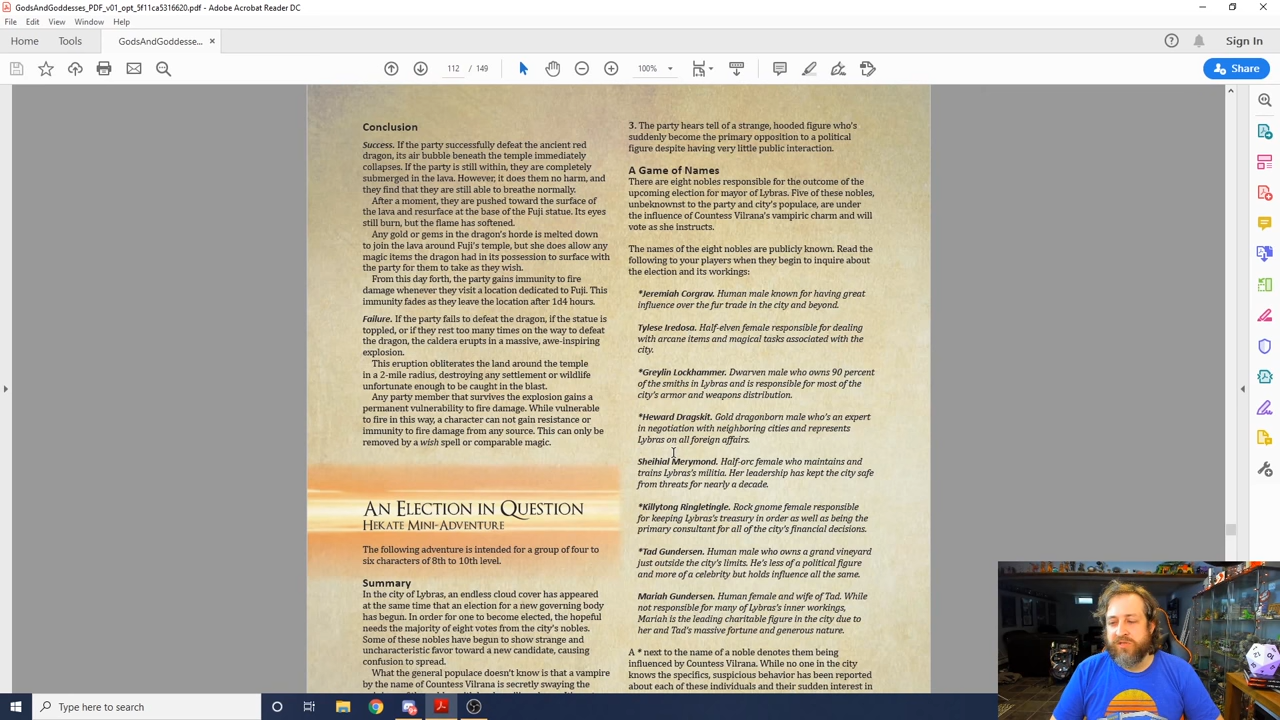 GodsAndGoddesses_PDF_v01_opt_5f11ca5316620.pdf - Adobe Acrobat Reader DC
File Edit View Window Help
Home Tools GodsAndGoddesse... ×
Sign In
112 / 149
100%
Share
Conclusion
Success. If the party successfully defeat the ancient red
dragon, its air bubble beneath the temple immediately
collapses. If the party is still within, they are completely
submerged in the lava. However, it does them no harm, and
they find that they are still able to breathe normally.
After a moment, they are pushed toward the surface of
the lava and resurface at the base of the Fuji statue. Its eyes
still burn, but the flame has softened.
Any gold or gems in the dragon's horde is melted down
to join the lava around Fuji's temple, but she does allow any
magic items the dragon had in its possession to surface with
the party for them to take as they wish.
From this day forth, the party gains immunity to fire
damage whenever they visit a location dedicated to Fuji. This
immunity fades as they leave the location after 1d4 hours.
Failure. If the party fails to defeat the dragon, if the statue is
toppled, or if they rest too many times on the way to defeat
the dragon, the caldera erupts in a massive, awe-inspiring
explosion.
This eruption obliterates the land around the temple
in a 2-mile radius, destroying any settlement or wildlife
unfortunate enough to be caught in the blast.
Any party member that survives the explosion gains a
permanent vulnerability to fire damage. While vulnerable
to fire in this way, a character can not gain resistance or
immunity to fire damage from any source. This can only be
removed by a wish spell or comparable magic.
An Election in Question
Hekate Mini-Adventure
The following adventure is intended for a group of four to
six characters of 8th to 10th level.
Summary
In the city of Lybras, an endless cloud cover has appeared
at the same time that an election for a new governing body
has begun. In order for one to become elected, the hopeful
needs the majority of eight votes from the city's nobles.
Some of these nobles have begun to show strange and
uncharacteristic favor toward a new candidate, causing
confusion to spread.
What the general populace doesn't know is that a vampire
by the name of Countess Vilrana is secretly swaying the
3. The party hears tell of a strange, hooded figure who's
suddenly become the primary opposition to a political
figure despite having very little public interaction.
A Game of Names
There are eight nobles responsible for the outcome of the
upcoming election for mayor of Lybras. Five of these nobles,
unbeknownst to the party and city's populace, are under
the influence of Countess Vilrana's vampiric charm and will
vote as she instructs.
The names of the eight nobles are publicly known. Read the
following to your players when they begin to inquire about
the election and its workings:
*Jeremiah Corgrav. Human male known for having great
influence over the fur trade in the city and beyond.
Tylese Iredosa. Half-elven female responsible for dealing
with arcane items and magical tasks associated with the
city.
*Greylin Lockhammer. Dwarven male who owns 90 percent
of the smiths in Lybras and is responsible for most of the
city's armor and weapons distribution.
*Heward Dragskit. Gold dragonborn male who's an expert
in negotiation with neighboring cities and represents
Lybras on all foreign affairs.
Sheihial Merymond. Half-orc female who maintains and
trains Lybras's militia. Her leadership has kept the city safe
from threats for nearly a decade.
*Killytong Ringletingle. Rock gnome female responsible
for keeping Lybras's treasury in order as well as being the
primary consultant for all of the city's financial decisions.
*Tad Gundersen. Human male who owns a grand vineyard
just outside the city's limits. He's less of a political figure
and more of a celebrity but holds influence all the same.
Mariah Gundersen. Human female and wife of Tad. While
not responsible for many of Lybras's inner workings,
Mariah is the leading charitable figure in the city due to
her and Tad's massive fortune and generous nature.
A * next to the name of a noble denotes them being
influenced by Countess Vilrana. While no one in the city
knows the specifics, suspicious behavior has been reported
about each of these individuals and their sudden interest in
Type here to search